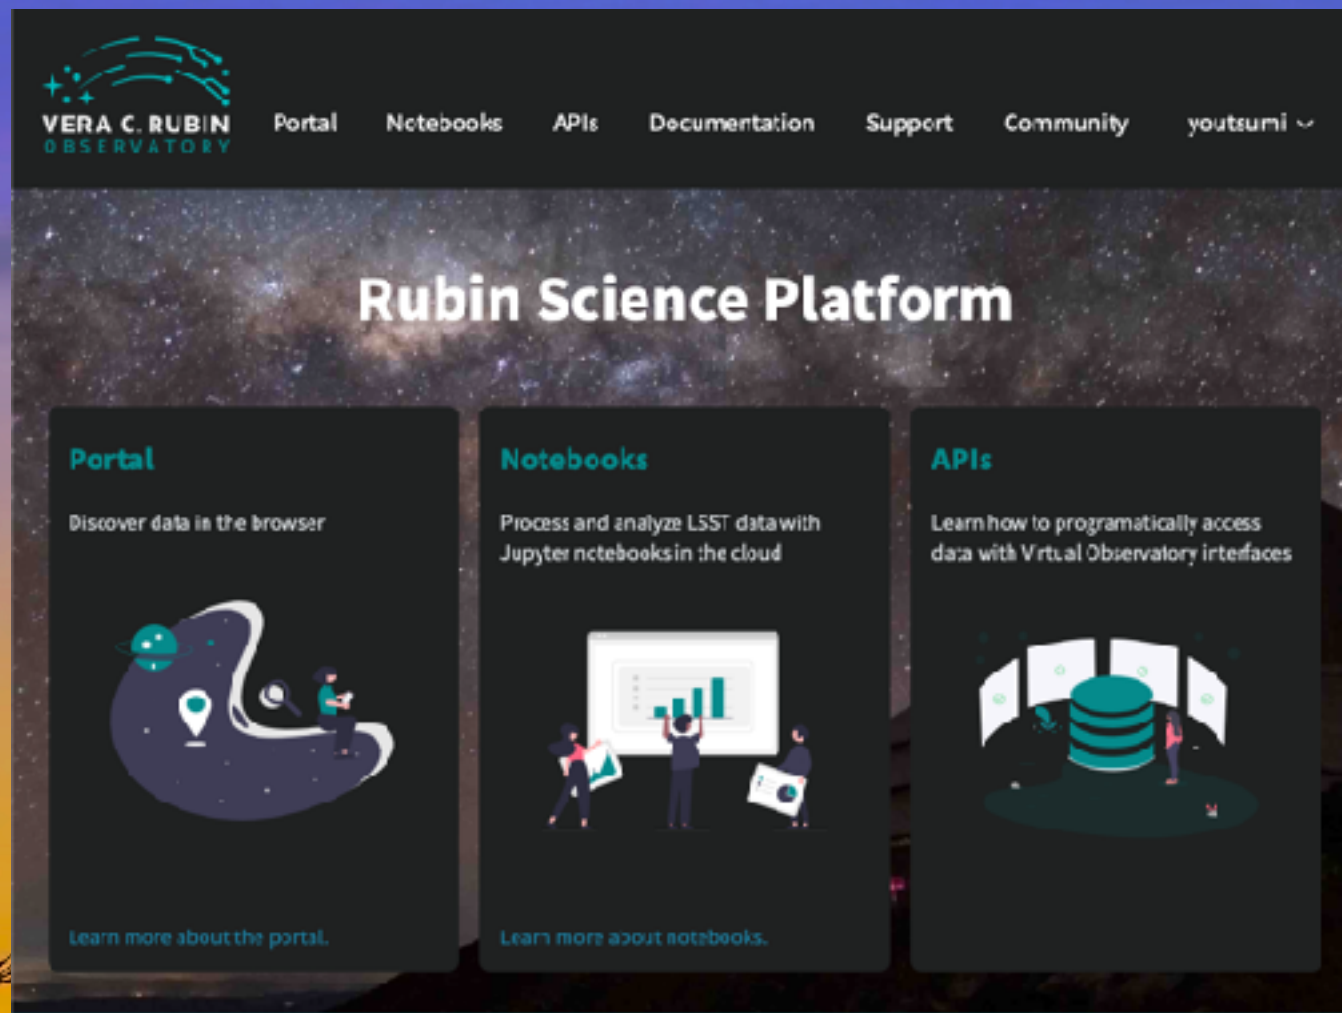 VERA C. RUBIN
OBSERVATORY
Portal Notebooks APIs Documentation Support Community youtsumi
Rubin Science Platform
Portal
Discover data in the browser
Learn more about the portal.
Notebooks
Process and analyze LSST data with
Jupyter notebooks in the cloud
Learn more about notebooks.
APIs
Learn how to programatically access
data with Virtual Observatory interfaces